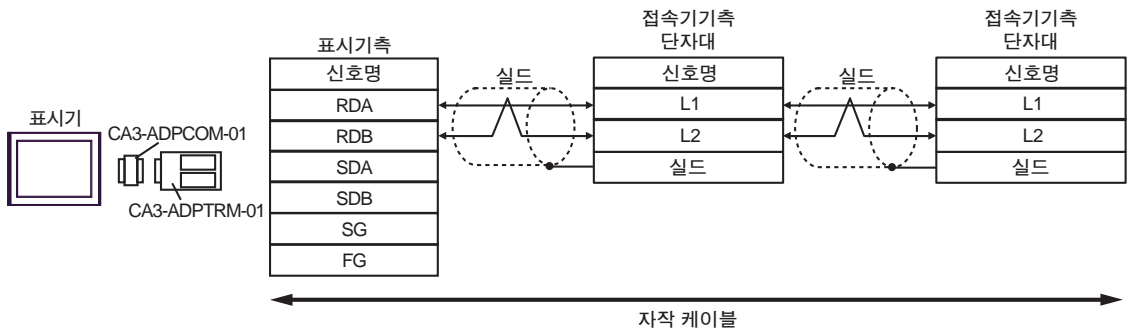 표시기
CA3-ADPCOM-01
CA3-ADPTRM-01
표시기측
신호명
RDA
RDB
SDA
SDB
SG
FG
실드
접속기기측
단자대
신호명
L1
L2
실드
실드
접속기기측
단자대
신호명
L1
L2
실드
자작 케이블